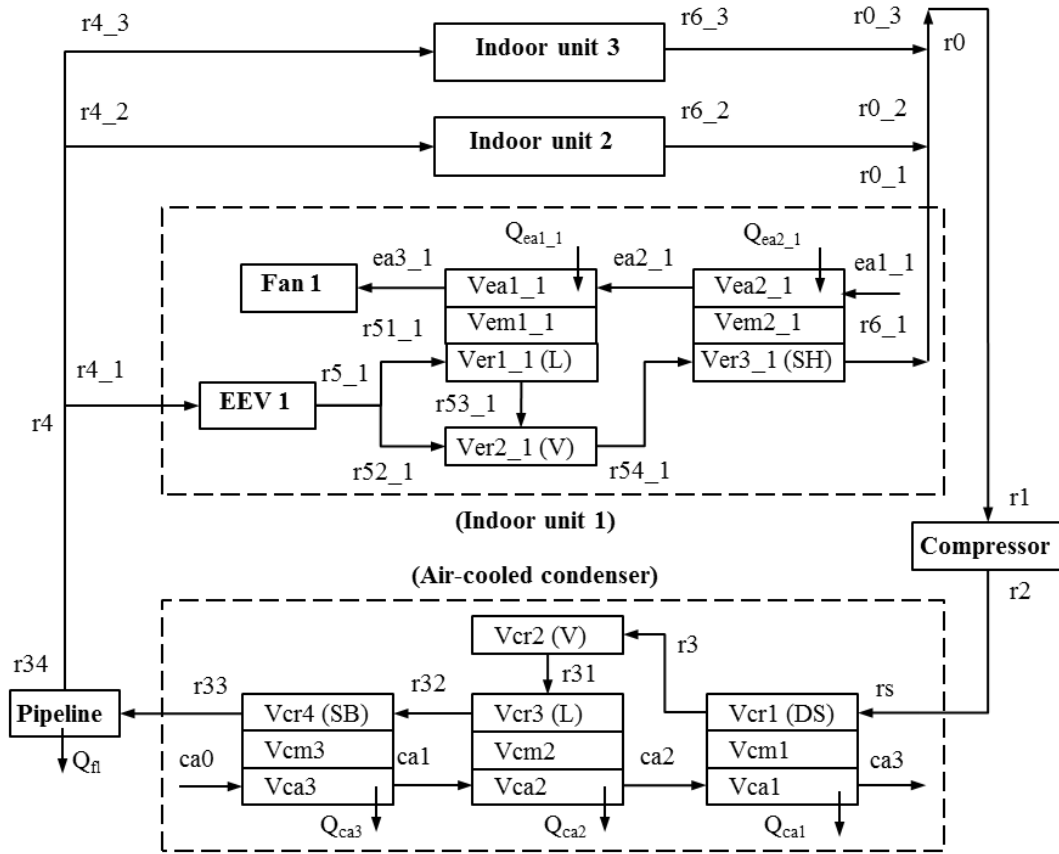 r4_3
r6_3
r0_3
Indoor unit 3
r0
r4_2
r6_2
r0_2
Indoor unit 2
r0_1
Qea1_1
Qea2_1
ea3_1
ea2_1
ea1_1
Fan 1
Vea1_1
Vea2_1
r51_1
Vem1_1
Vem2_1
r6_1
r4_1
r5_1
Ver1_1 (L)
Ver3_1 (SH)
r4
EEV 1
r53_1
Ver2_1 (V)
r52_1
r54_1
(Indoor unit 1)
r1
Compressor
(Air-cooled condenser)
r2
Vcr2 (V)
r3
r34
r33
r32
r31
rs
Pipeline
Vcr4 (SB)
Vcr3 (L)
Vcr1 (DS)
Qfl
ca0
Vcm3
ca1
Vcm2
ca2
Vcm1
ca3
Vca3
Vca2
Vca1
Qca3
Qca2
Qca1